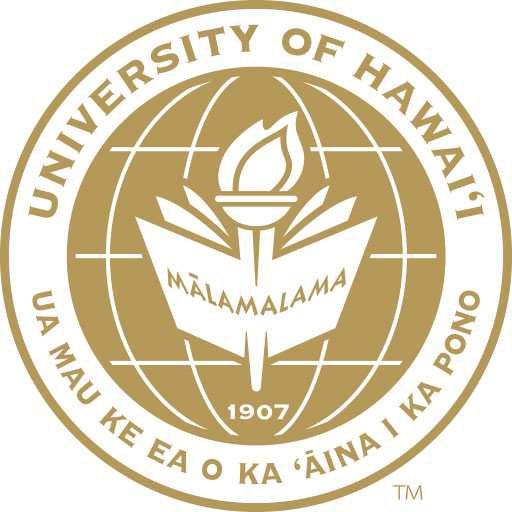 UNIVERSITY OF HAWAIʻI
MĀLAMALAMA
1907
UA MAU KE EA O KA ʻĀINA I KA PONO
TM